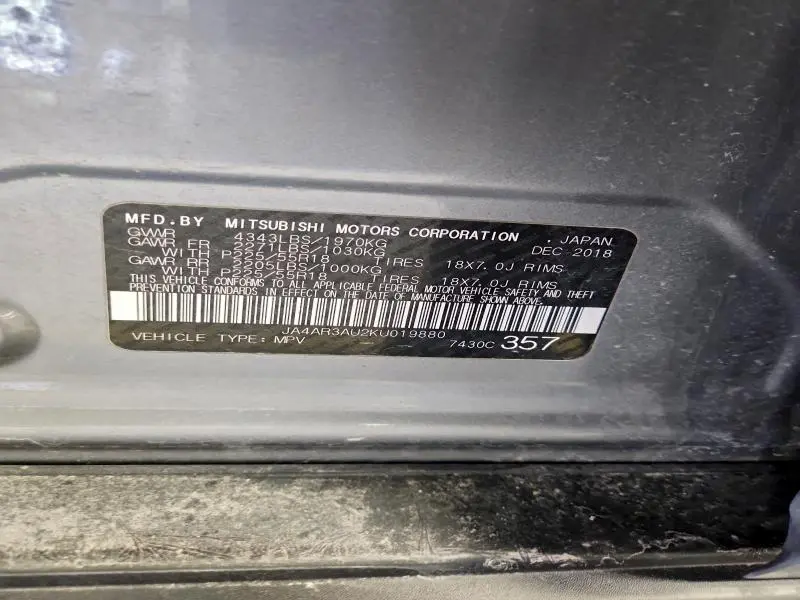 MFD.BY MITSUBISHI MOTORS CORPORATION , JAPAN
GVWR 4343LBS/1970KG DEC-2018
GAWR FR 2271LBS/1030KG
WITH P225/55R18 TIRES 18X7.0J RIMS
GAWR RR 2205LBS/1000KG
WITH P225/55R18 TIRES 18X7.0J RIMS
THIS VEHICLE CONFORMS TO ALL APPLICABLE FEDERAL MOTOR VEHICLE SAFETY AND THEFT
PREVENTION STANDARDS IN EFFECT ON THE DATE OF MANUFACTURE SHOWN ABOVE.
JA4AR3AU2KU019880
VEHICLE TYPE: MPV 7430C 357